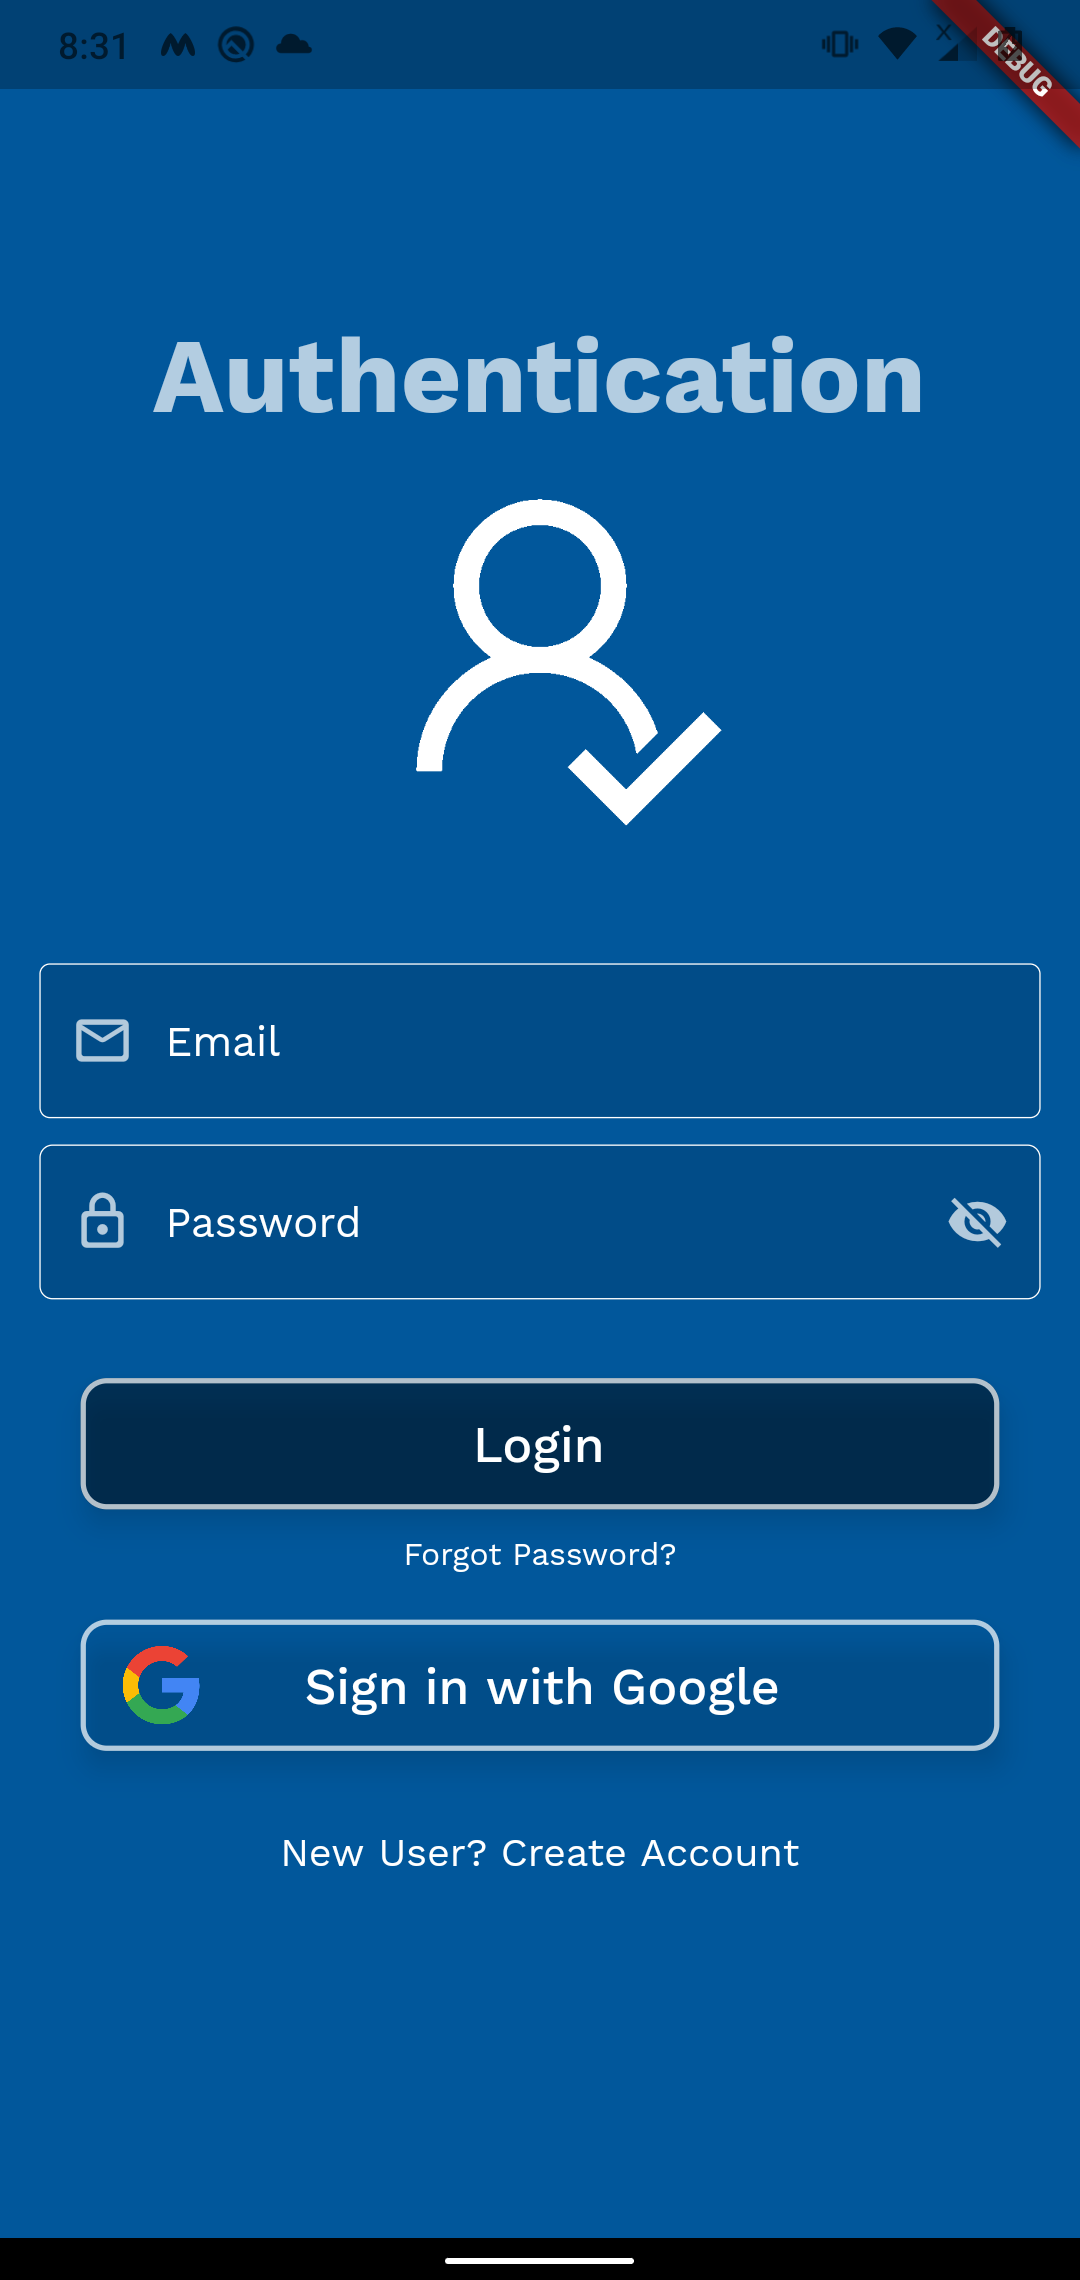 8:31
DEBUG
Authentication
Email
Password
Login
Forgot Password?
Sign in with Google
New User? Create Account